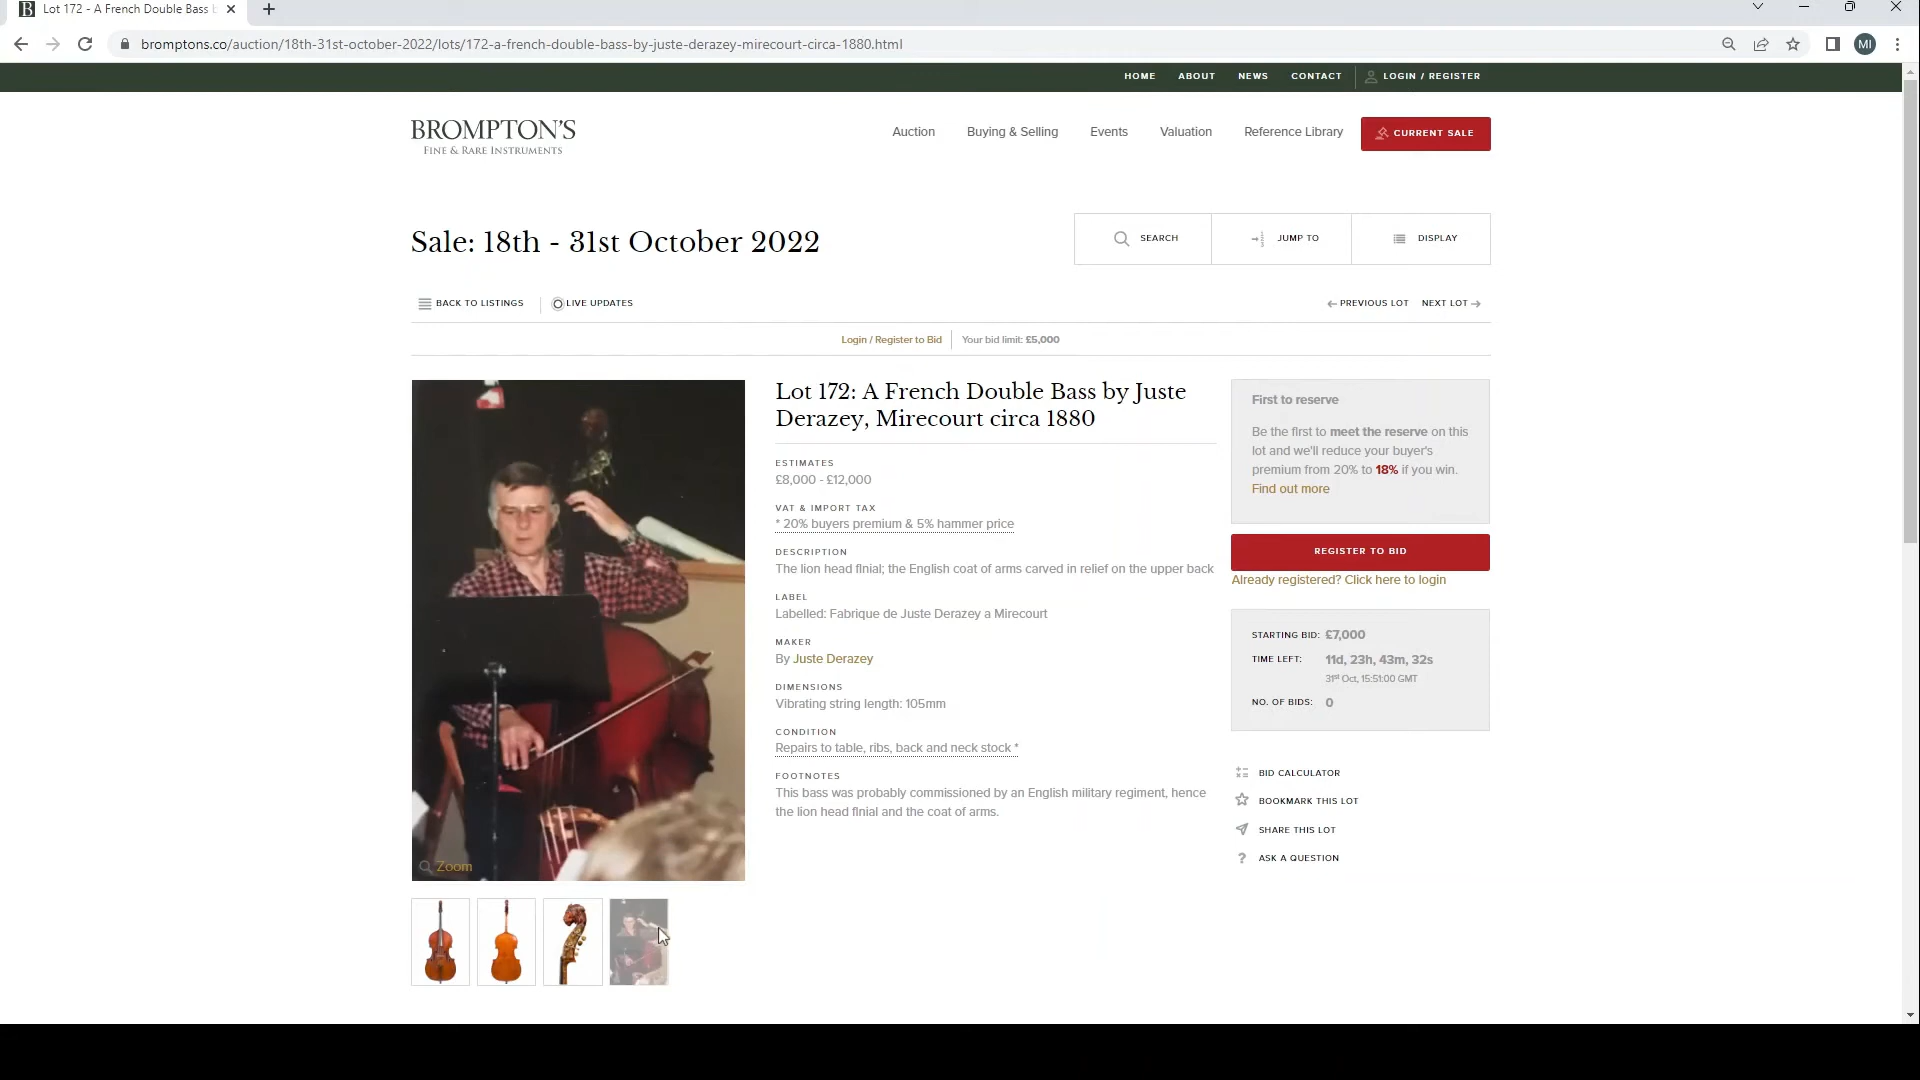 Lot 172 - A French Double Bass b
bromptons.co/auction/18th-31st-october-2022/lots/172-a-french-double-bass-by-juste-derazey-mirecourt-circa-1880.html
MI
HOME ABOUT NEWS CONTACT LOGIN / REGISTER
BROMPTON'S
FINE & RARE INSTRUMENTS
Auction Buying & Selling Events Valuation Reference Library CURRENT SALE
Sale: 18th - 31st October 2022
SEARCH JUMP TO DISPLAY
BACK TO LISTINGS LIVE UPDATES
PREVIOUS LOT NEXT LOT
Login / Register to Bid Your bid limit: £5,000
Lot 172: A French Double Bass by Juste
Derazey, Mirecourt circa 1880
ESTIMATES
£8,000 - £12,000
VAT & IMPORT TAX
* 20% buyers premium & 5% hammer price
DESCRIPTION
The lion head finial; the English coat of arms carved in relief on the upper back
LABEL
Labelled: Fabrique de Juste Derazey a Mirecourt
MAKER
By Juste Derazey
DIMENSIONS
Vibrating string length: 105mm
CONDITION
Repairs to table, ribs, back and neck stock *
FOOTNOTES
This bass was probably commissioned by an English military regiment, hence
the lion head finial and the coat of arms.
First to reserve
Be the first to meet the reserve on this
lot and we'll reduce your buyer's
premium from 20% to 18% if you win.
Find out more
REGISTER TO BID
Already registered? Click here to login
STARTING BID: £7,000
TIME LEFT: 11d, 23h, 43m, 32s
31st Oct, 15:51:00 GMT
NO. OF BIDS: 0
BID CALCULATOR
BOOKMARK THIS LOT
SHARE THIS LOT
? ASK A QUESTION
Zoom